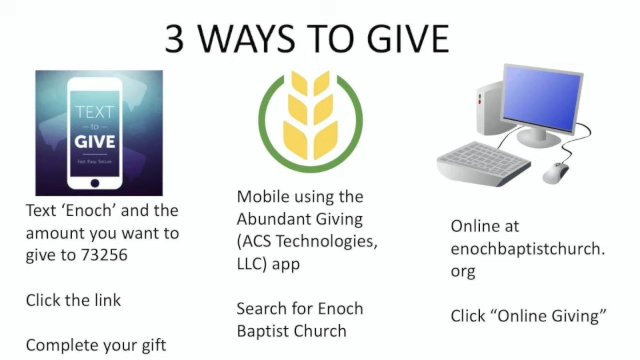 3 WAYS TO GIVE
TEXT
to
GIVE
Fast. Easy. Secure.
Text ‘Enoch’ and the
amount you want to
give to 73256
Click the link
Complete your gift
Mobile using the
Abundant Giving
(ACS Technologies,
LLC) app
Search for Enoch
Baptist Church
Online at
enochbaptistchurch.
org
Click “Online Giving”